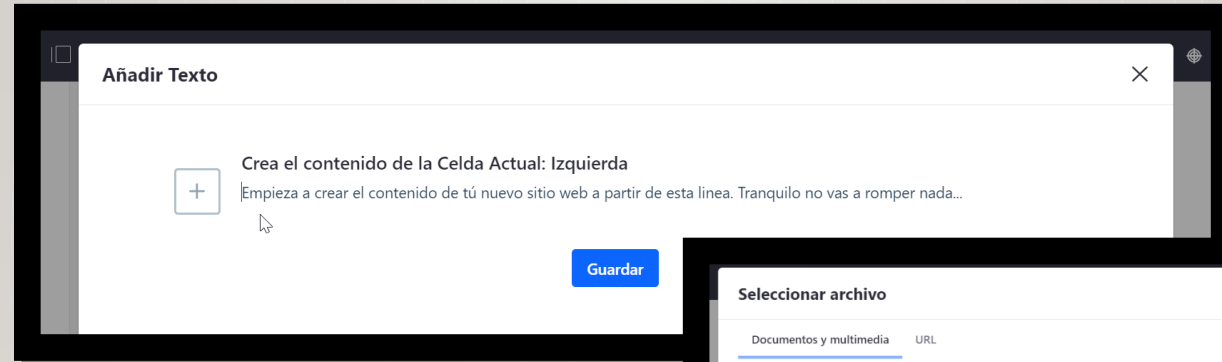 Añadir Texto
Crea el contenido de la Celda Actual: Izquierda
Empieza a crear el contenido de tú nuevo sitio web a partir de esta linea. Tranquilo no vas a romper nada...
Guardar
Seleccionar archivo
Documentos y multimedia URL